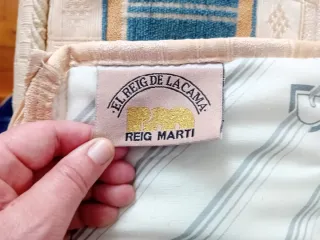 ·EL REIG DE LA CAMA·
REIG MARTI